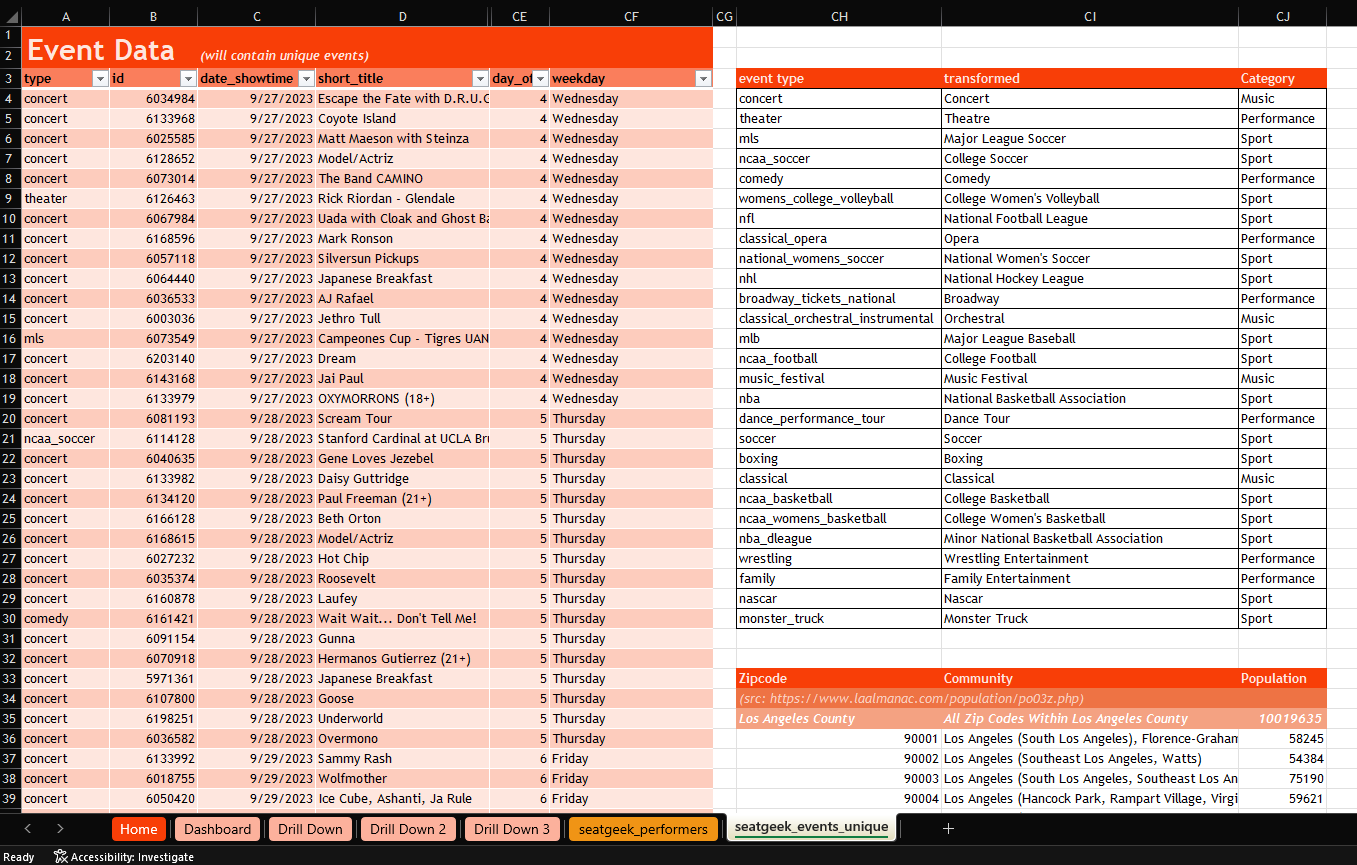 A B C D CE CF CG CH CI CJ
1
2 Event Data (will contain unique events)
3 type id date_showtime short_title day_of weekday event type transformed Category
4 concert 6034984 9/27/2023 Escape the Fate with D.R.U.G 4 Wednesday concert Concert Music
5 concert 6133968 9/27/2023 Coyote Island 4 Wednesday theater Theatre Performance
6 concert 6025585 9/27/2023 Matt Maeson with Steinza 4 Wednesday mls Major League Soccer Sport
7 concert 6128652 9/27/2023 Model/Actriz 4 Wednesday ncaa_soccer College Soccer Sport
8 concert 6073014 9/27/2023 The Band CAMINO 4 Wednesday comedy Comedy Performance
9 theater 6126463 9/27/2023 Rick Riordan - Glendale 4 Wednesday womens_college_volleyball College Women's Volleyball Sport
10 concert 6067984 9/27/2023 Uada with Cloak and Ghost Ba 4 Wednesday nfl National Football League Sport
11 concert 6168596 9/27/2023 Mark Ronson 4 Wednesday classical_opera Opera Performance
12 concert 6057118 9/27/2023 Silversun Pickups 4 Wednesday national_womens_soccer National Women's Soccer Sport
13 concert 6064440 9/27/2023 Japanese Breakfast 4 Wednesday nhl National Hockey League Sport
14 concert 6036533 9/27/2023 AJ Rafael 4 Wednesday broadway_tickets_national Broadway Performance
15 concert 6003036 9/27/2023 Jethro Tull 4 Wednesday classical_orchestral_instrumental Orchestral Music
16 mls 6073549 9/27/2023 Campeones Cup - Tigres UAN 4 Wednesday mlb Major League Baseball Sport
17 concert 6203140 9/27/2023 Dream 4 Wednesday ncaa_football College Football Sport
18 concert 6143168 9/27/2023 Jai Paul 4 Wednesday music_festival Music Festival Music
19 concert 6133979 9/27/2023 OXYMORRONS (18+) 4 Wednesday nba National Basketball Association Sport
20 concert 6081193 9/28/2023 Scream Tour 5 Thursday dance_performance_tour Dance Tour Performance
21 ncaa_soccer 6114128 9/28/2023 Stanford Cardinal at UCLA Bru 5 Thursday soccer Soccer Sport
22 concert 6040635 9/28/2023 Gene Loves Jezebel 5 Thursday boxing Boxing Sport
23 concert 6133982 9/28/2023 Daisy Guttridge 5 Thursday classical Classical Music
24 concert 6134120 9/28/2023 Paul Freeman (21+) 5 Thursday ncaa_basketball College Basketball Sport
25 concert 6166128 9/28/2023 Beth Orton 5 Thursday ncaa_womens_basketball College Women's Basketball Sport
26 concert 6168615 9/28/2023 Model/Actriz 5 Thursday nba_dleague Minor National Basketball Association Sport
27 concert 6027232 9/28/2023 Hot Chip 5 Thursday wrestling Wrestling Entertainment Performance
28 concert 6035374 9/28/2023 Roosevelt 5 Thursday family Family Entertainment Performance
29 concert 6160878 9/28/2023 Laufey 5 Thursday nascar Nascar Sport
30 comedy 6161421 9/28/2023 Wait Wait... Don't Tell Me! 5 Thursday monster_truck Monster Truck Sport
31 concert 6091154 9/28/2023 Gunna 5 Thursday
32 concert 6070918 9/28/2023 Hermanos Gutierrez (21+) 5 Thursday
33 concert 5971361 9/28/2023 Japanese Breakfast 5 Thursday Zipcode Community Population
34 concert 6107800 9/28/2023 Goose 5 Thursday (src: https://www.laalmanac.com/population/po03z.php)
35 concert 6198251 9/28/2023 Underworld 5 Thursday Los Angeles County All Zip Codes Within Los Angeles County 10019635
36 concert 6036582 9/28/2023 Overmono 5 Thursday 90001 Los Angeles (South Los Angeles), Florence-Graham 58245
37 concert 6133992 9/29/2023 Sammy Rash 6 Friday 90002 Los Angeles (Southeast Los Angeles, Watts) 54384
38 concert 6018755 9/29/2023 Wolfmother 6 Friday 90003 Los Angeles (South Los Angeles, Southeast Los An 75190
39 concert 6050420 9/29/2023 Ice Cube, Ashanti, Ja Rule 6 Friday 90004 Los Angeles (Hancock Park, Rampart Village, Virgi 59621
Home Dashboard Drill Down Drill Down 2 Drill Down 3 seatgeek_performers seatgeek_events_unique
Ready Accessibility: Investigate